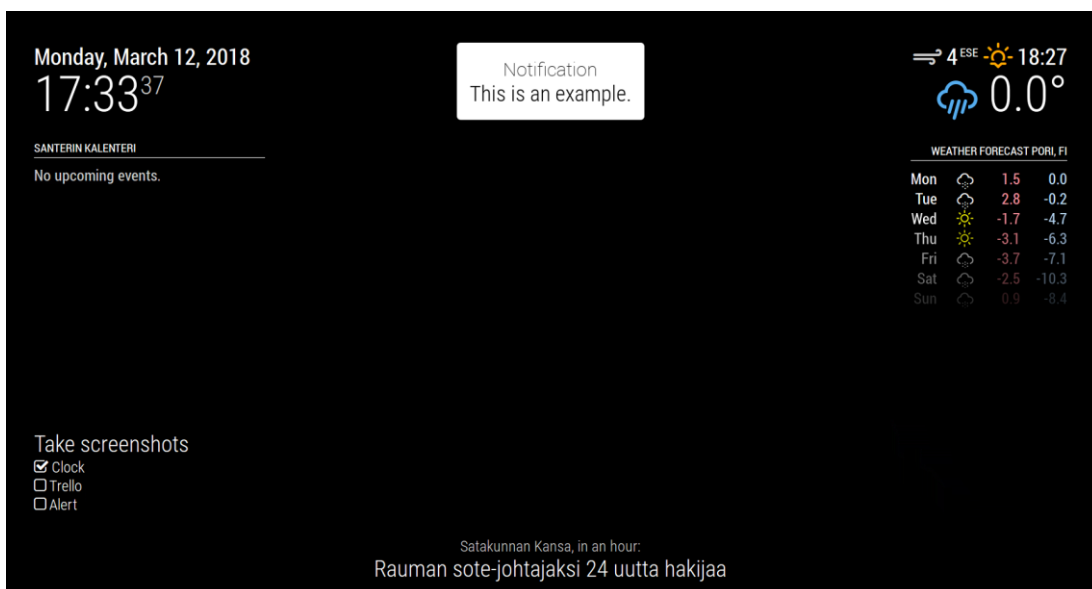 Monday, March 12, 2018
17:33 37
SANTERIN KALENTERI
No upcoming events.
Notification
This is an example.
4 ESE 18:27
0.0°
WEATHER FORECAST PORI, FI
Mon 1.5 0.0
Tue 2.8 -0.2
Wed -1.7 -4.7
Thu -3.1 -6.3
Fri -3.7 -7.1
Sat -2.5 -10.3
Sun 0.9 -8.4
Take screenshots
Clock
Trello
Alert
Satakunnan Kansa, in an hour:
Rauman sote-johtajaksi 24 uutta hakijaa